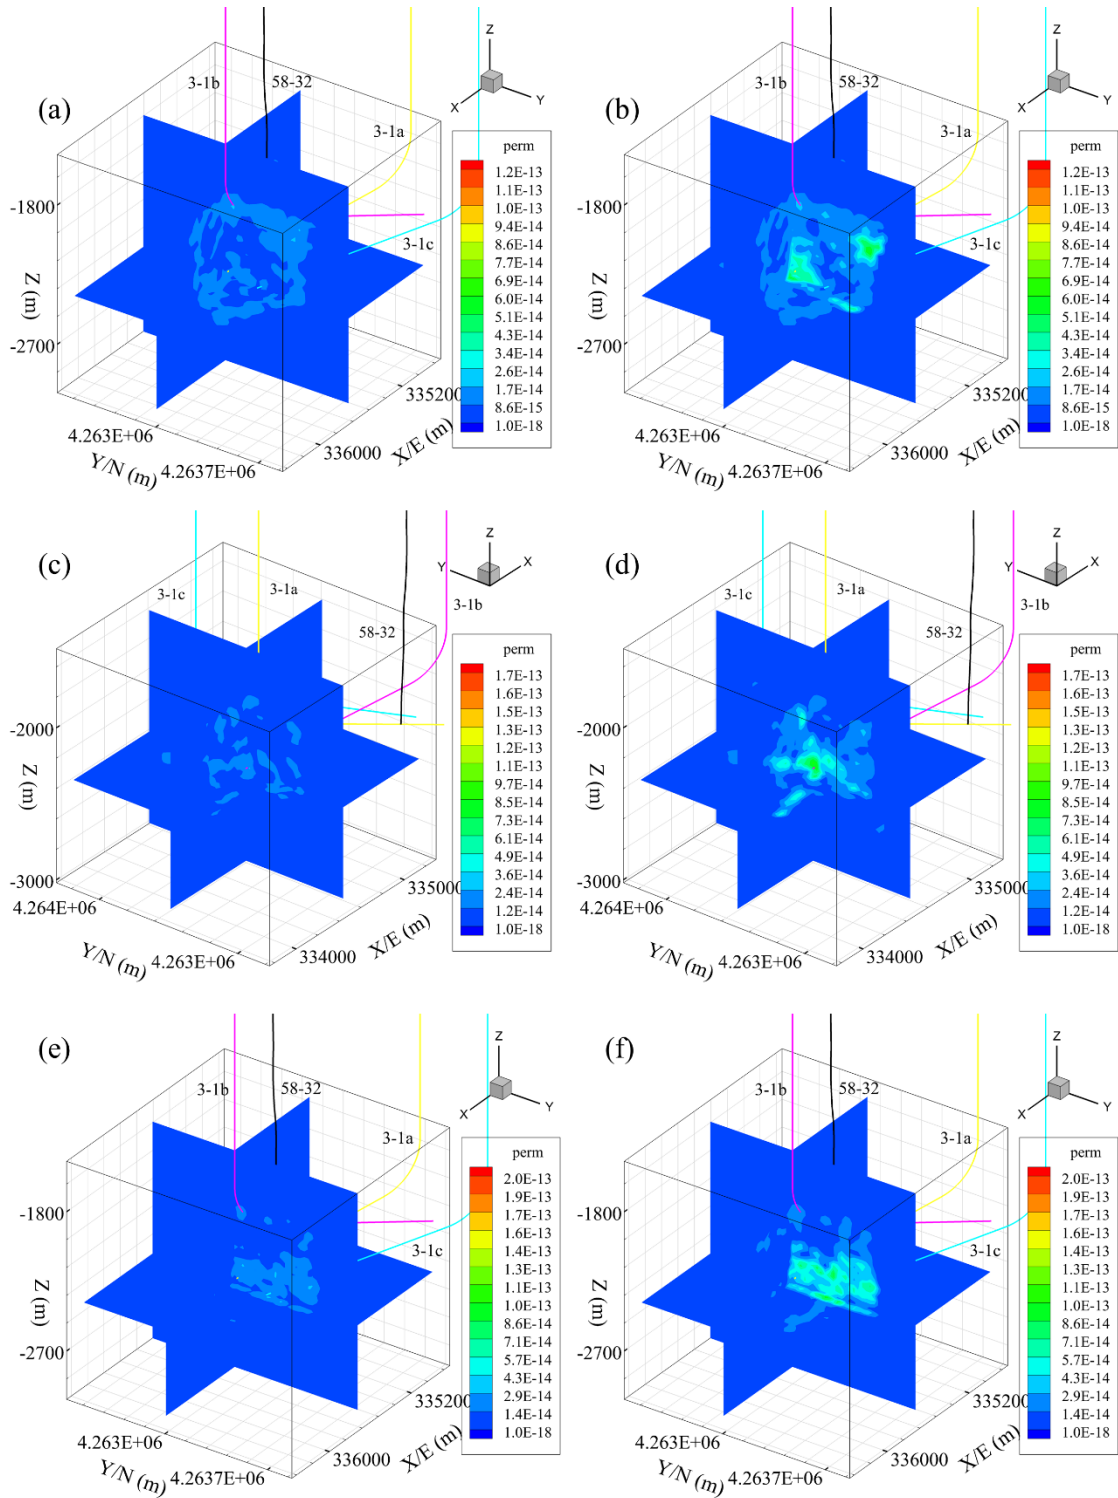 (a)
3-1b
58-32
3-1a
3-1c
Z
X
Y
perm
1.2E-13
1.1E-13
1.0E-13
9.4E-14
8.6E-14
7.7E-14
6.9E-14
6.0E-14
5.1E-14
4.3E-14
3.4E-14
2.6E-14
1.7E-14
8.6E-15
1.0E-18
-1800
-2700
Z (m)
4.263E+06
4.2637E+06
Y/N (m)
336000
335200
X/E (m)
(b)
3-1b
58-32
3-1a
3-1c
Z
X
Y
perm
1.2E-13
1.1E-13
1.0E-13
9.4E-14
8.6E-14
7.7E-14
6.9E-14
6.0E-14
5.1E-14
4.3E-14
3.4E-14
2.6E-14
1.7E-14
8.6E-15
1.0E-18
-1800
-2700
Z (m)
4.263E+06
4.2637E+06
Y/N (m)
336000
335200
X/E (m)
(c)
3-1c
3-1a
58-32
3-1b
Z
Y
X
perm
1.7E-13
1.6E-13
1.5E-13
1.3E-13
1.2E-13
1.1E-13
9.7E-14
8.5E-14
7.3E-14
6.1E-14
4.9E-14
3.6E-14
2.4E-14
1.2E-14
1.0E-18
-2000
-3000
Z (m)
4.264E+06
4.263E+06
Y/N (m)
334000
335000
X/E (m)
(d)
3-1c
3-1a
58-32
3-1b
Z
Y
X
perm
1.7E-13
1.6E-13
1.5E-13
1.3E-13
1.2E-13
1.1E-13
9.7E-14
8.5E-14
7.3E-14
6.1E-14
4.9E-14
3.6E-14
2.4E-14
1.2E-14
1.0E-18
-2000
-3000
Z (m)
4.264E+06
4.263E+06
Y/N (m)
334000
335000
X/E (m)
(e)
3-1b
58-32
3-1a
3-1c
Z
X
Y
perm
2.0E-13
1.9E-13
1.7E-13
1.6E-13
1.4E-13
1.3E-13
1.1E-13
1.0E-13
8.6E-14
7.1E-14
5.7E-14
4.3E-14
2.9E-14
1.4E-14
1.0E-18
-1800
-2700
Z (m)
4.263E+06
4.2637E+06
Y/N (m)
336000
335200
X/E (m)
(f)
3-1b
58-32
3-1a
3-1c
Z
X
Y
perm
2.0E-13
1.9E-13
1.7E-13
1.6E-13
1.4E-13
1.3E-13
1.1E-13
1.0E-13
8.6E-14
7.1E-14
5.7E-14
4.3E-14
2.9E-14
1.4E-14
1.0E-18
-1800
-2700
Z (m)
4.263E+06
4.2637E+06
Y/N (m)
336000
335200
X/E (m)